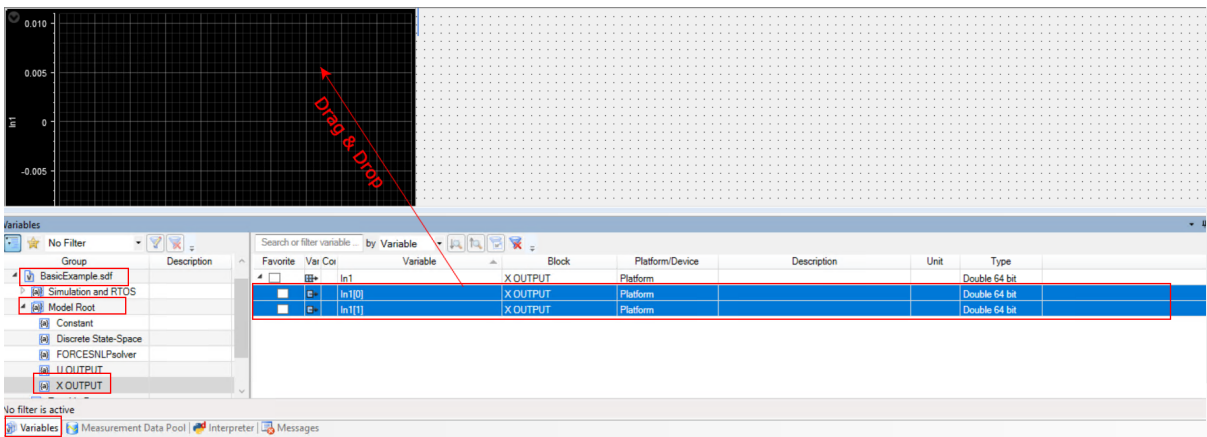 0.010
0.005
In1
0
-0.005
Drag & Drop
Variables
No Filter
Search or filter variable... by Variable
Group Description
Favorite Var Cor Variable Block Platform/Device Description Unit Type
BasicExample.sdf
In1 X OUTPUT Platform Double 64 bit
Simulation and RTOS
In1[0] X OUTPUT Platform Double 64 bit
Model Root
In1[1] X OUTPUT Platform Double 64 bit
Constant
Discrete State-Space
FORCESNLPsolver
U OUTPUT
X OUTPUT
No filter is active
Variables Measurement Data Pool Interpreter Messages